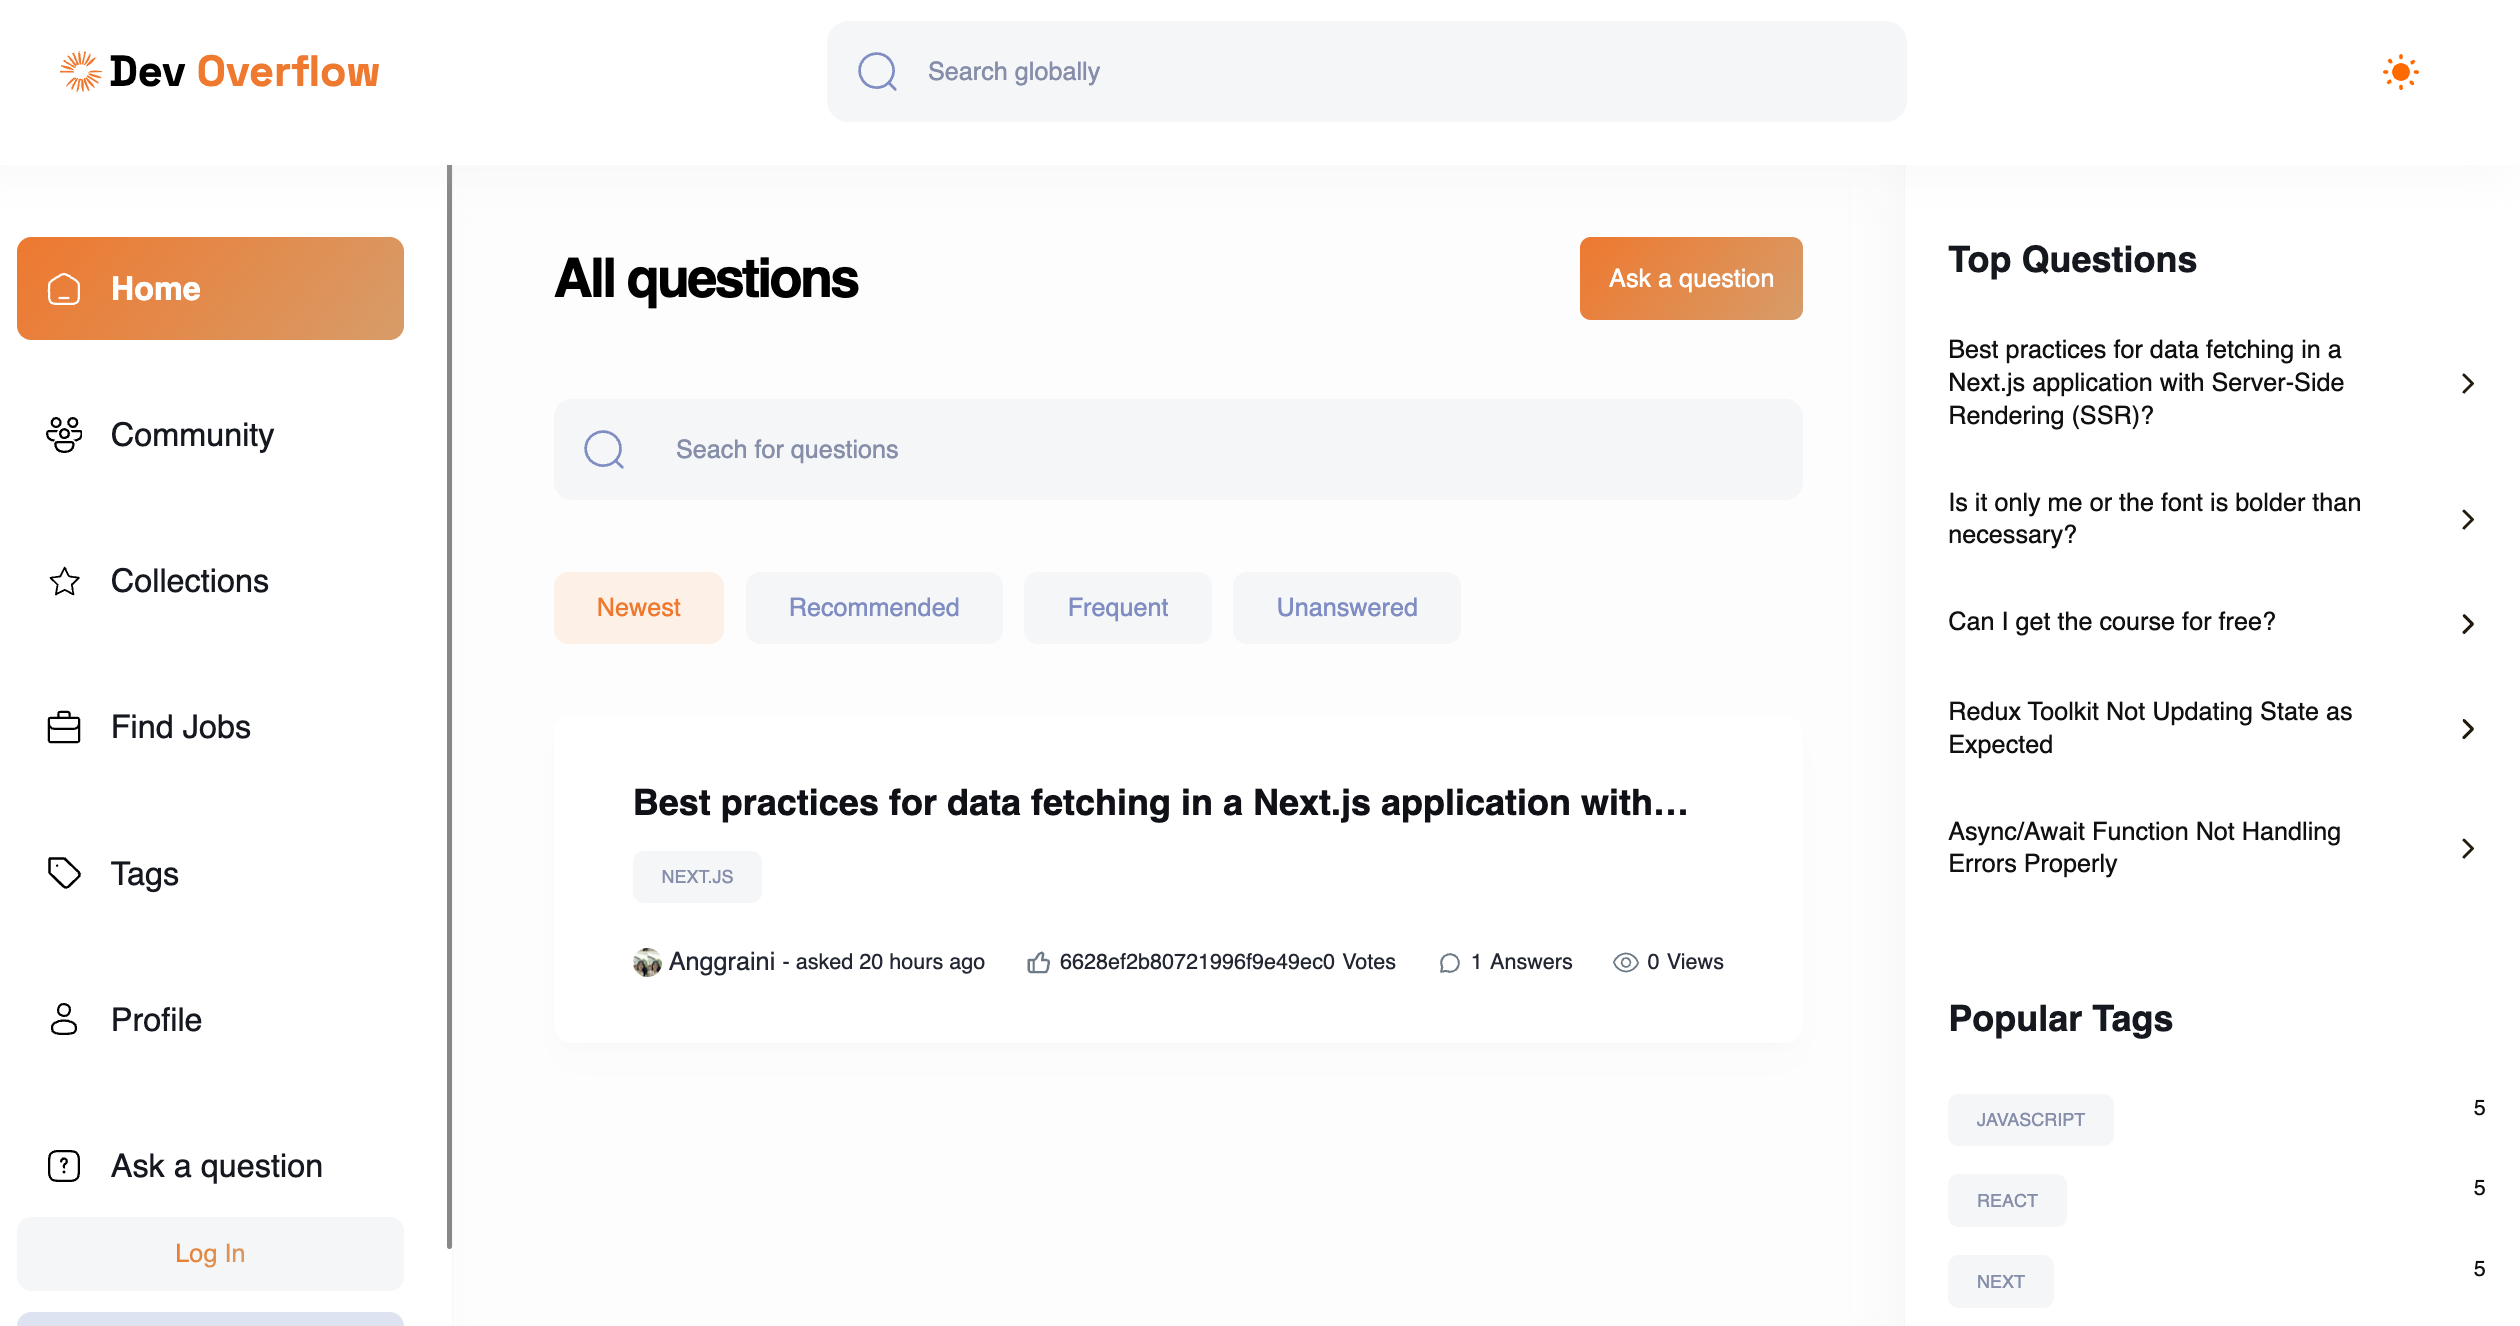 Dev Overflow
Search globally
Home
Community
Collections
Find Jobs
Tags
Profile
Ask a question
Log In
All questions
Ask a question
Seach for questions
Newest
Recommended
Frequent
Unanswered
Best practices for data fetching in a Next.js application with...
NEXT.JS
Anggraini - asked 20 hours ago
6628ef2b80721996f9e49ec0 Votes
1 Answers
0 Views
Top Questions
Best practices for data fetching in a
Next.js application with Server-Side
Rendering (SSR)?
Is it only me or the font is bolder than
necessary?
Can I get the course for free?
Redux Toolkit Not Updating State as
Expected
Async/Await Function Not Handling
Errors Properly
Popular Tags
JAVASCRIPT
5
REACT
5
NEXT
5